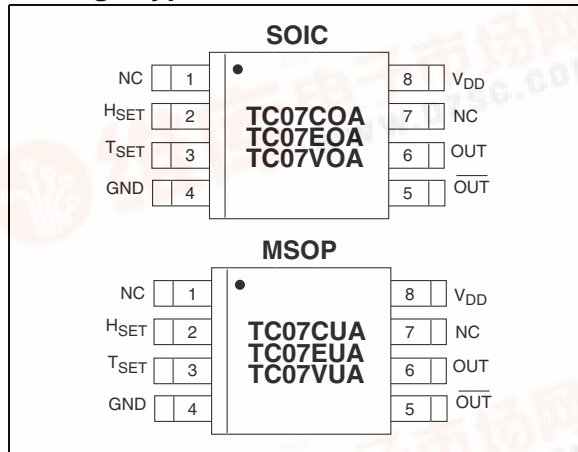 SOIC
NC 1 8 VDD
HSET 2 TC07COA 7 NC
TC07EOA
TSET 3 TC07VOA 6 OUT
GND 4 5 OUT
MSOP
NC 1 8 VDD
HSET 2 TC07CUA 7 NC
TC07EUA
TSET 3 TC07VUA 6 OUT
GND 4 5 OUT